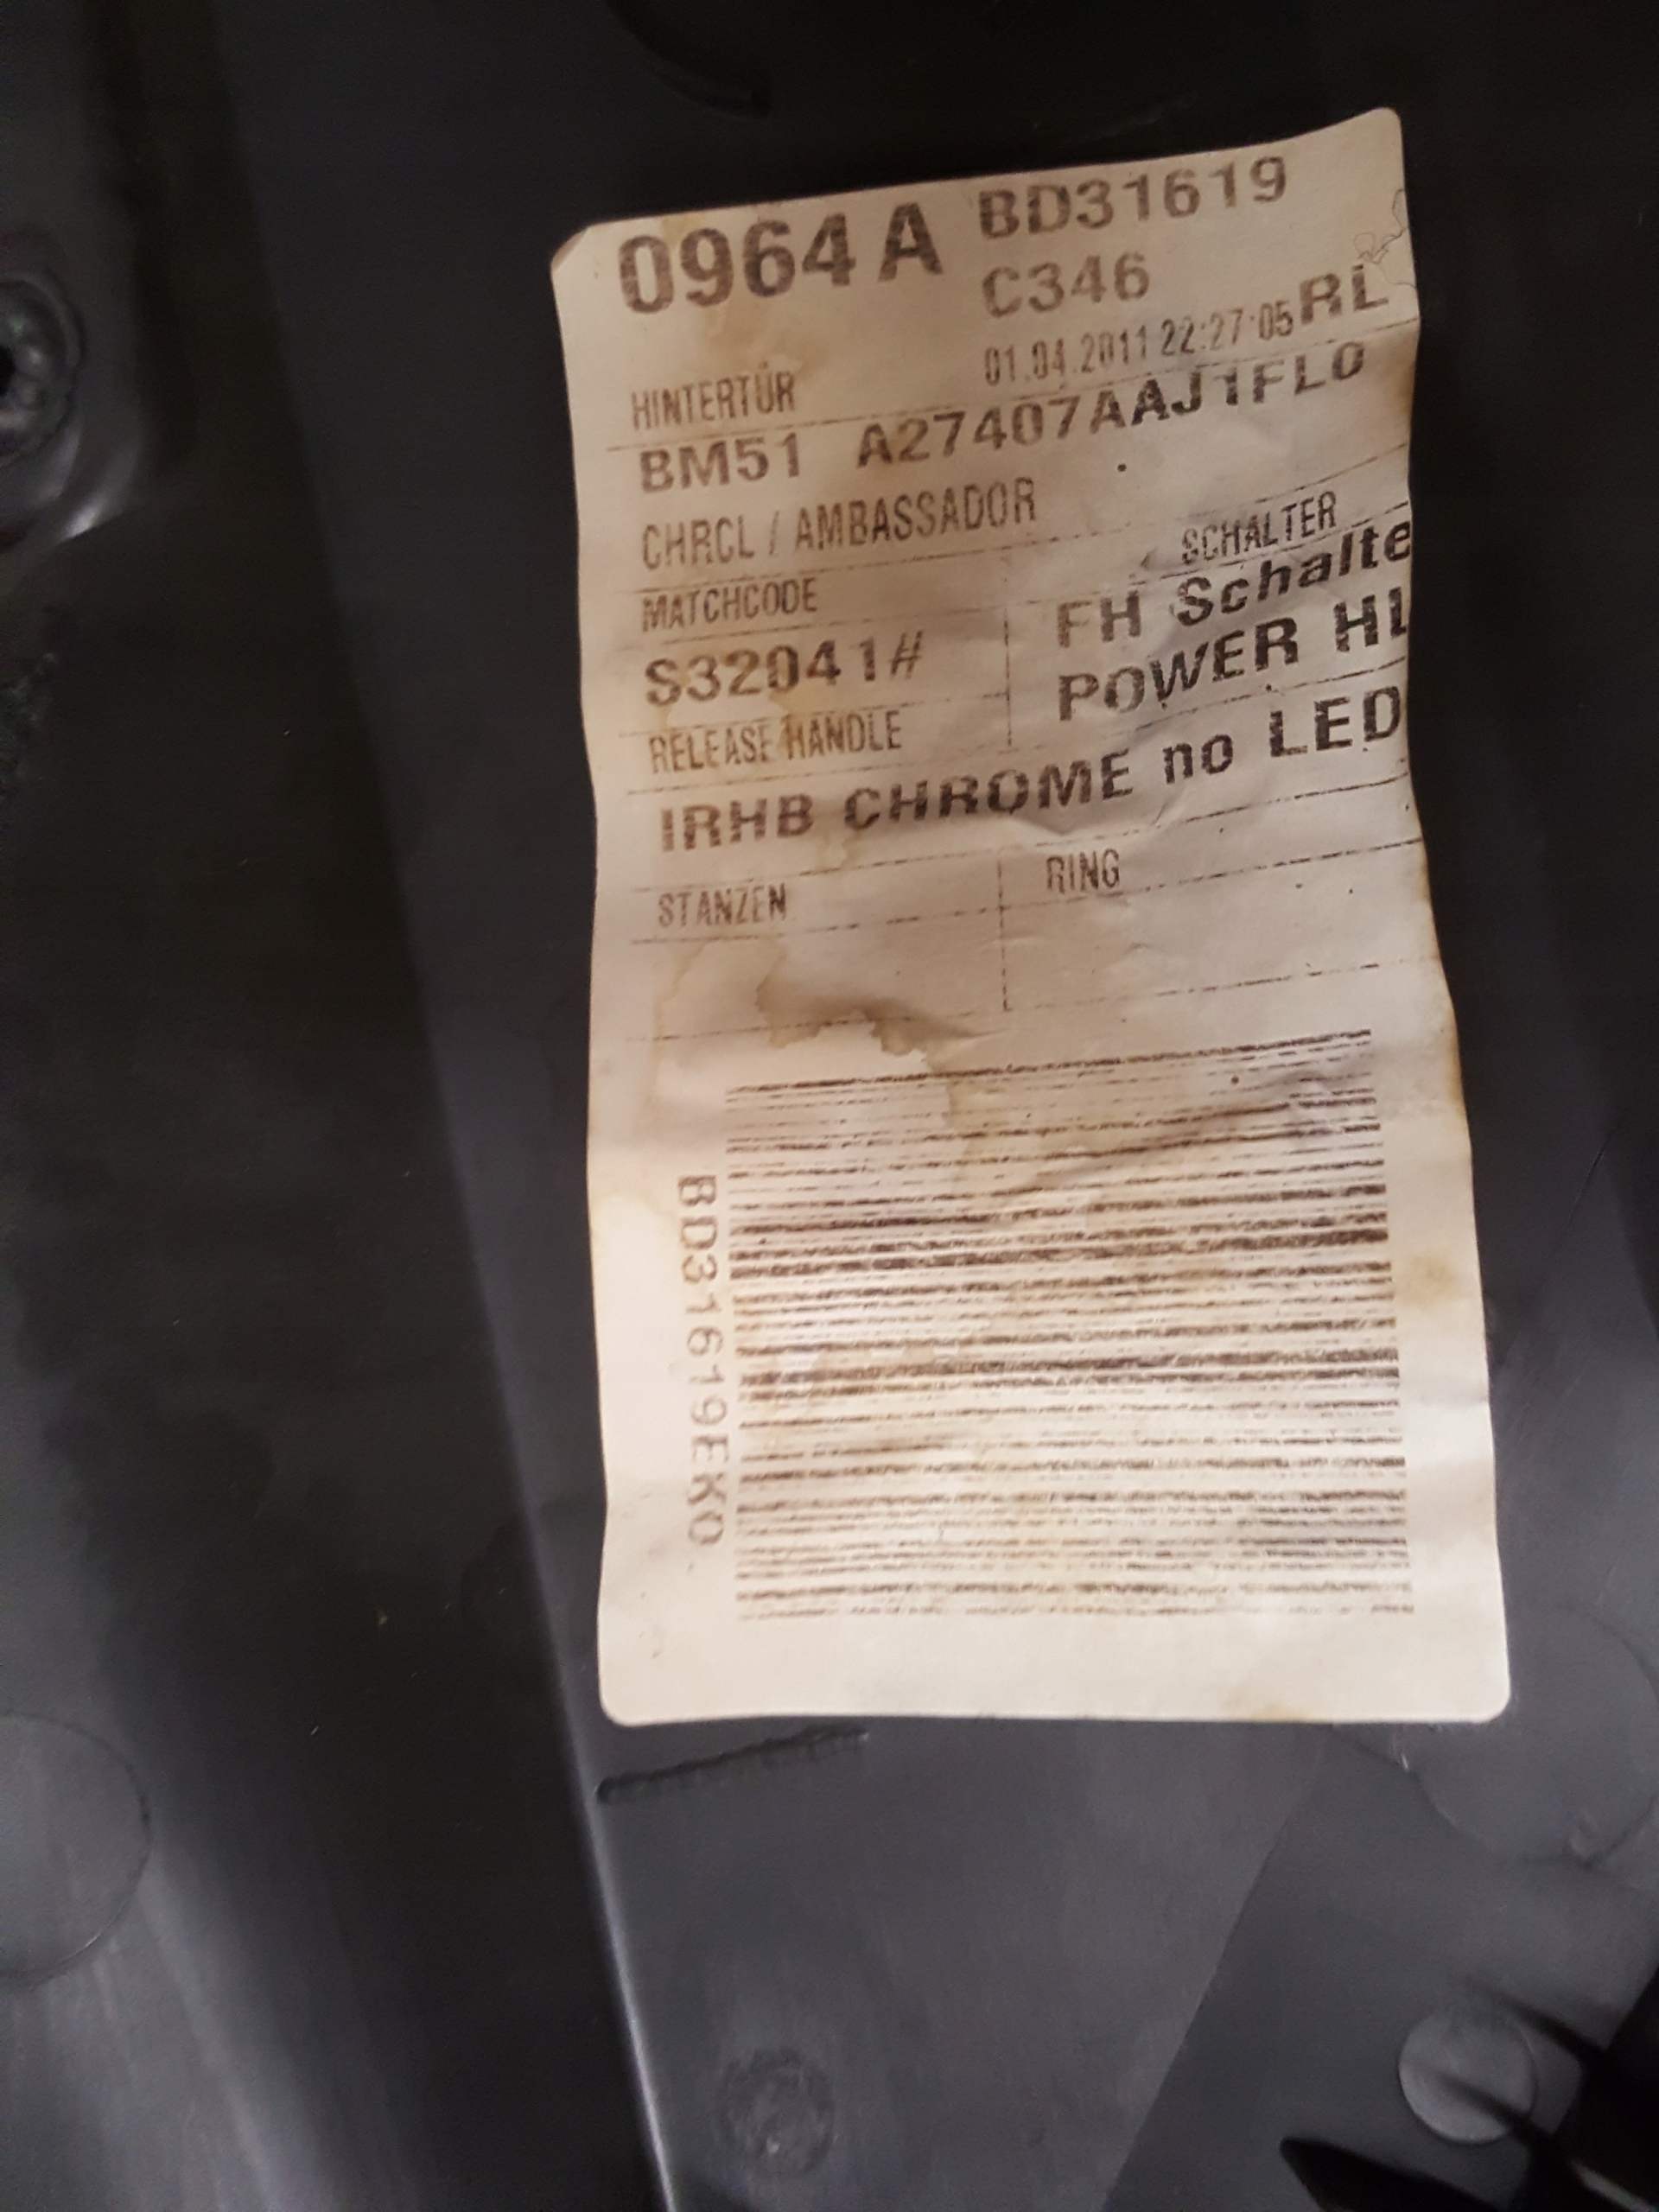 0964 A BD31619
C346
01.04.2011 22:27:05 RL
HINTERTÜR
BM51 A27407AAJ1FL0
CHRCL / AMBASSADOR
MATCHCODE SCHALTER
S32041# FH Schalte
POWER HL
RELEASE HANDLE
IRHB CHROME no LED
STANZEN RING
BD31619EKO